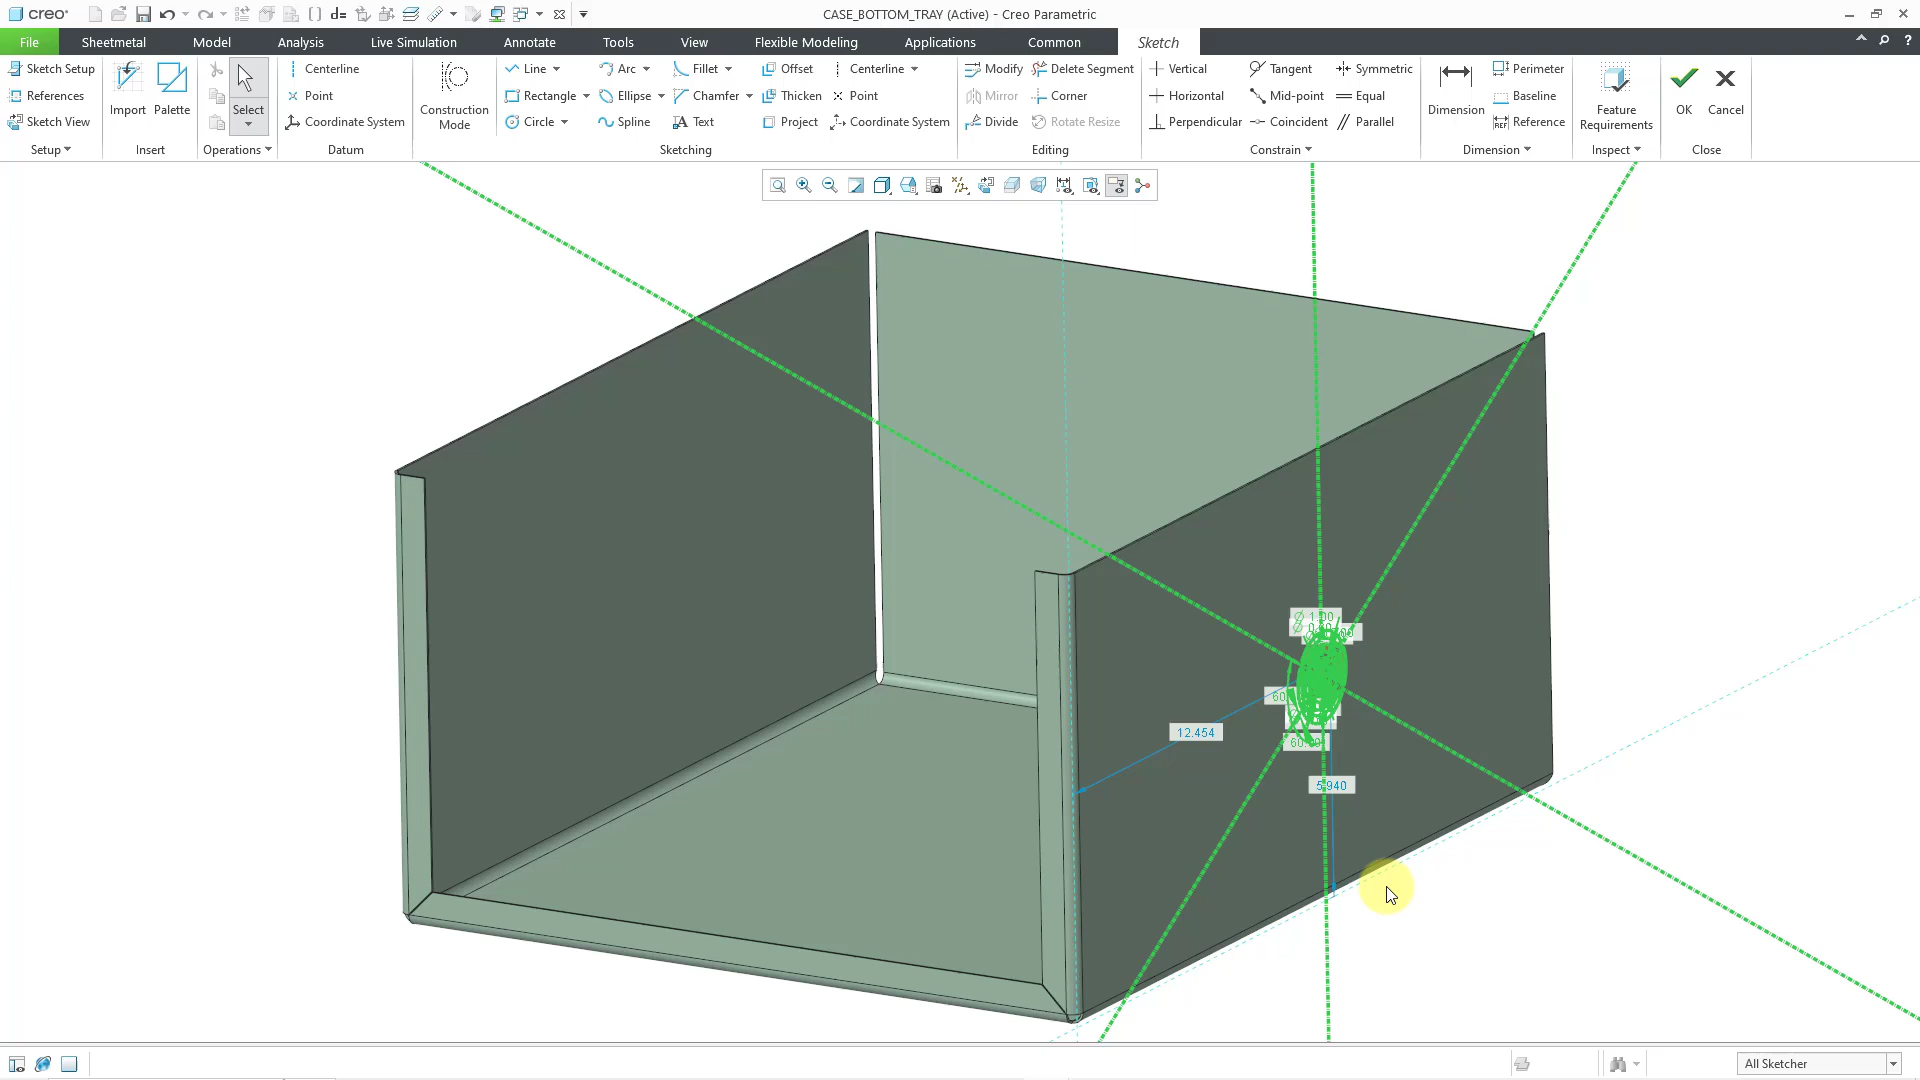 creo
d=
CASE_BOTTOM_TRAY (Active) - Creo Parametric
File
Sheetmetal
Model
Analysis
Live Simulation
Annotate
Tools
View
Flexible Modeling
Applications
Common
Sketch
?
Sketch Setup
References
Sketch View
Setup
Import
Palette
Insert
Select
Operations
Centerline
Point
Coordinate System
Datum
Construction
Mode
Line
Arc
Fillet
Offset
Centerline
Rectangle
Ellipse
Chamfer
Thicken
Point
Circle
Spline
Text
Project
Coordinate System
Sketching
Modify
Delete Segment
Mirror
Corner
Divide
Rotate Resize
Editing
Vertical
Tangent
Symmetric
Horizontal
Mid-point
Equal
Perpendicular
Coincident
Parallel
Constrain
Dimension
Perimeter
Baseline
Reference
Dimension
Feature
Requirements
Inspect
OK
Cancel
Close
Ø 1.00
12.454
5.940
All Sketcher